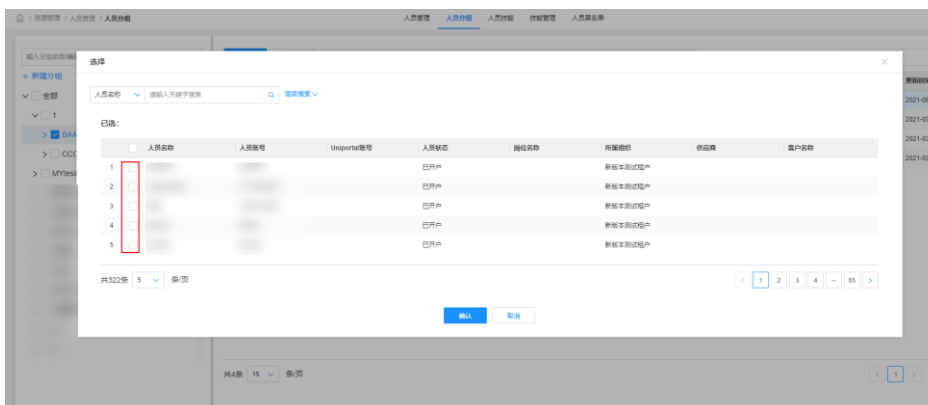 资源管理 > 人员管理 > 人员分组
人员管理 人员分组 人员技能 技能管理 人员黑名单
输入分组名称/编
+ 新建分组
全部
1
BAA
CCC
MYtes
更新时
2021-06
2021-03
2021-03
2021-03
选择
人员名称 请输入关键字搜索 高级搜索
已选：
人员名称 人员账号 Uniportal账号 人员状态 岗位名称 所属组织 供应商 客户名称
1 已开户 新版本测试租户
2 已开户 新版本测试租户
3 已开户 新版本测试租户
4 已开户 新版本测试租户
5 已开户 新版本测试租户
共322条 5 条/页 < 1 2 3 4 ... 65 >
确认 取消
共4条 15 条/页 < 1 >